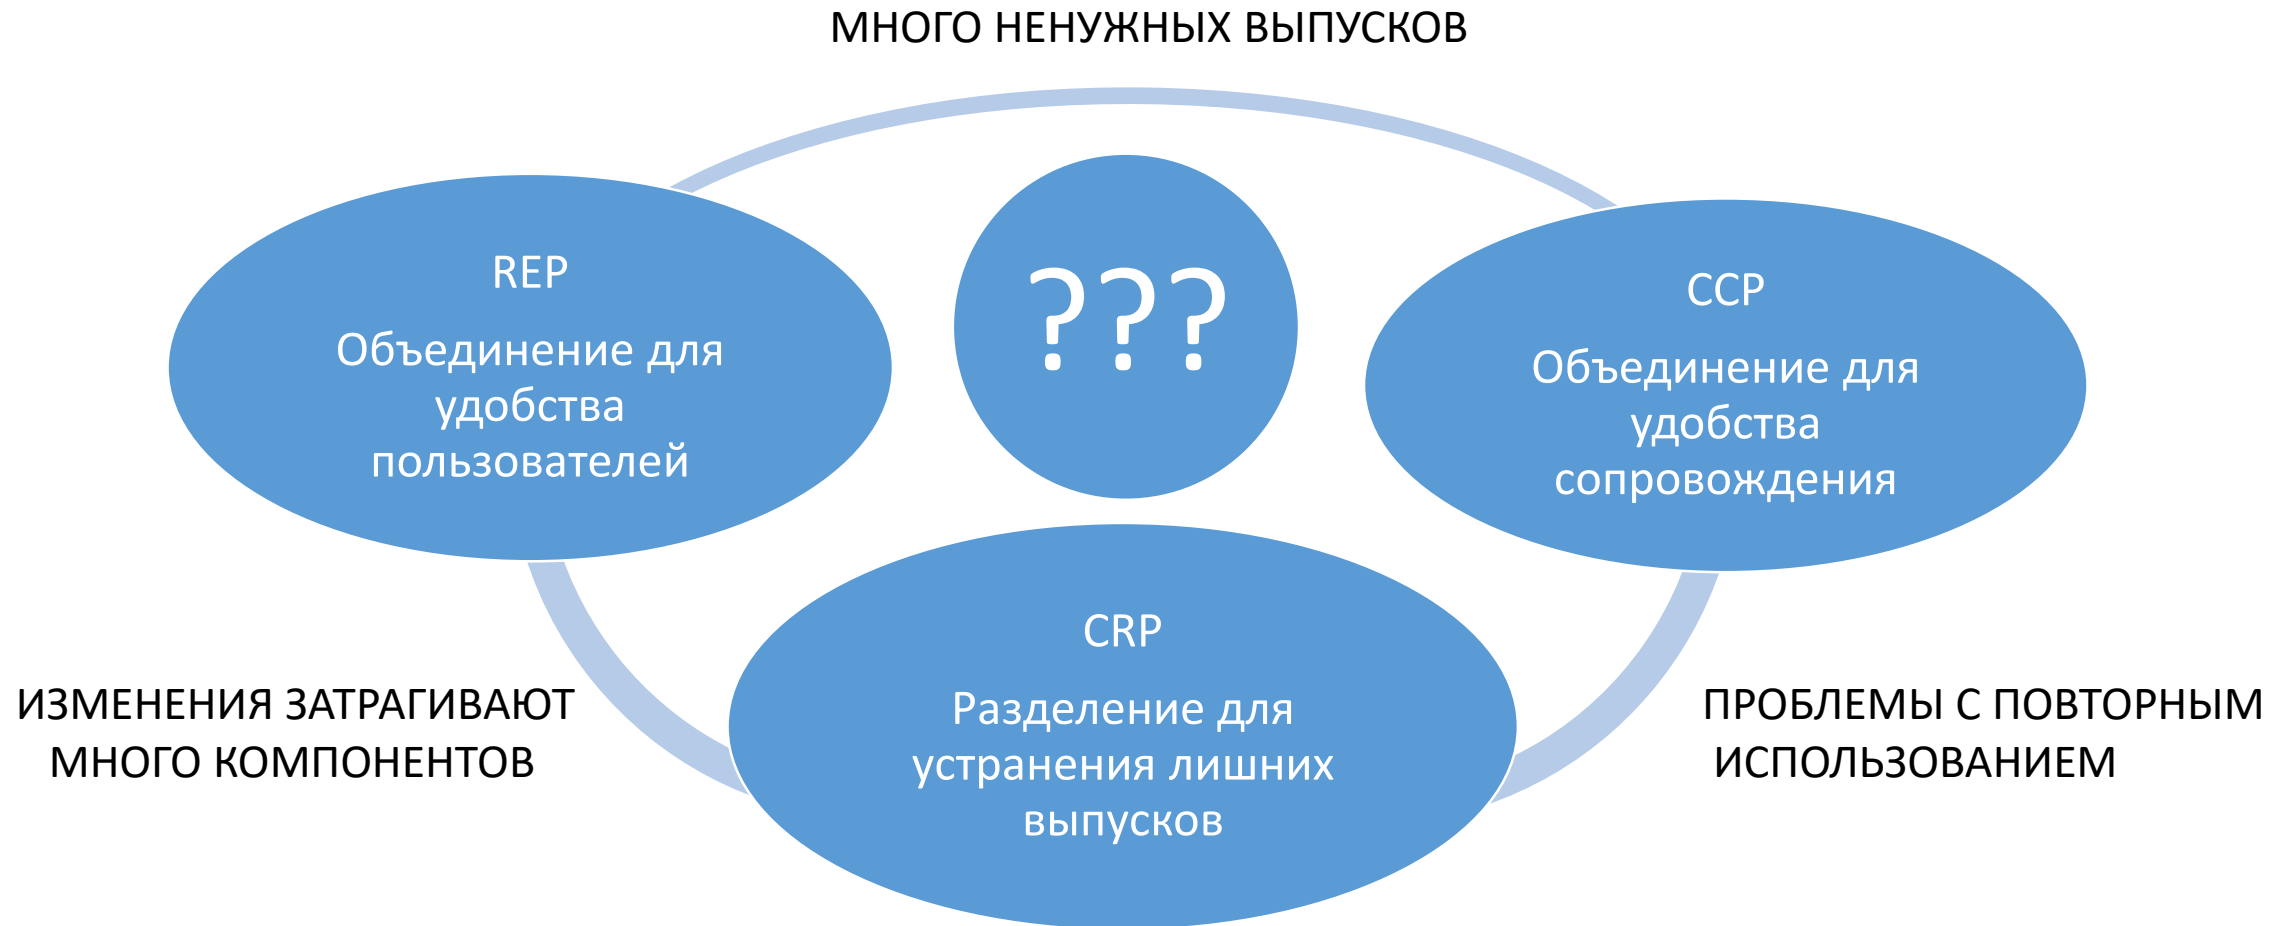 МНОГО НЕНУЖНЫХ ВЫПУСКОВ
REP
Объединение для
удобства
пользователей
???
CCP
Объединение для
удобства
сопровождения
CRP
Разделение для
устранения лишних
выпусков
ИЗМЕНЕНИЯ ЗАТРАГИВАЮТ
МНОГО КОМПОНЕНТОВ
ПРОБЛЕМЫ С ПОВТОРНЫМ
ИСПОЛЬЗОВАНИЕМ